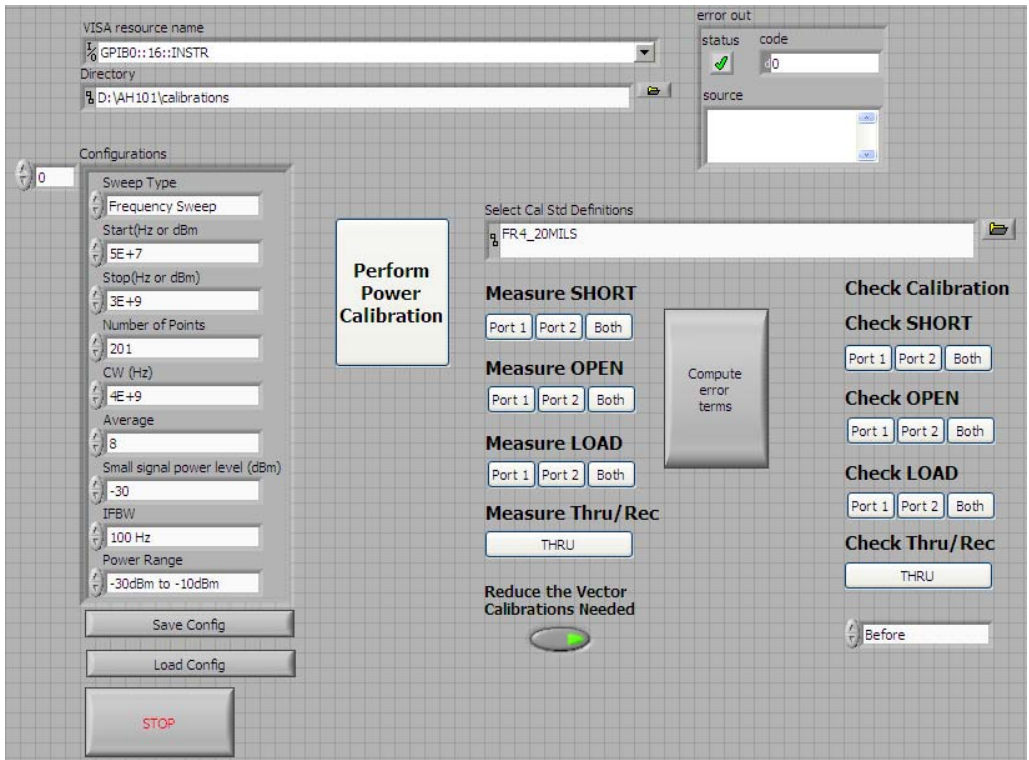 VISA resource name
GPIB0::16::INSTR
Directory
D:\AH101\calibrations
error out
status
code
d0
source
Configurations
0
Sweep Type
Frequency Sweep
Start(Hz or dBm
5E+7
Stop(Hz or dBm)
3E+9
Number of Points
201
CW (Hz)
4E+9
Average
8
Small signal power level (dBm)
-30
IFBW
100 Hz
Power Range
-30dBm to -10dBm
Save Config
Load Config
STOP
Perform
Power
Calibration
Select Cal Std Definitions
FR4_20MILS
Measure SHORT
Port 1 Port 2 Both
Measure OPEN
Port 1 Port 2 Both
Measure LOAD
Port 1 Port 2 Both
Measure Thru/Rec
THRU
Reduce the Vector
Calibrations Needed
Compute
error
terms
Check Calibration
Check SHORT
Port 1 Port 2 Both
Check OPEN
Port 1 Port 2 Both
Check LOAD
Port 1 Port 2 Both
Check Thru/Rec
THRU
Before